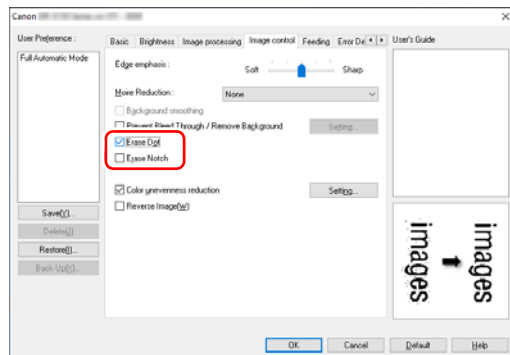 Canon
User Preference :
Full Automatic Mode
Save(Y)...
Delete(J)
Restore(I)...
Basic
Brightness
Image processing
Image control
Feeding
Error De
Edge emphasis :
Soft
Sharp
Moire Reduction :
None
Background smoothing
Prevent Bleed Through / Remove Background
Setting...
Erase Dot
Erase Notch
Color unevenness reduction
Setting...
Reverse Image(W)
User's Guide
images
images
OK
Cancel
Default
Help